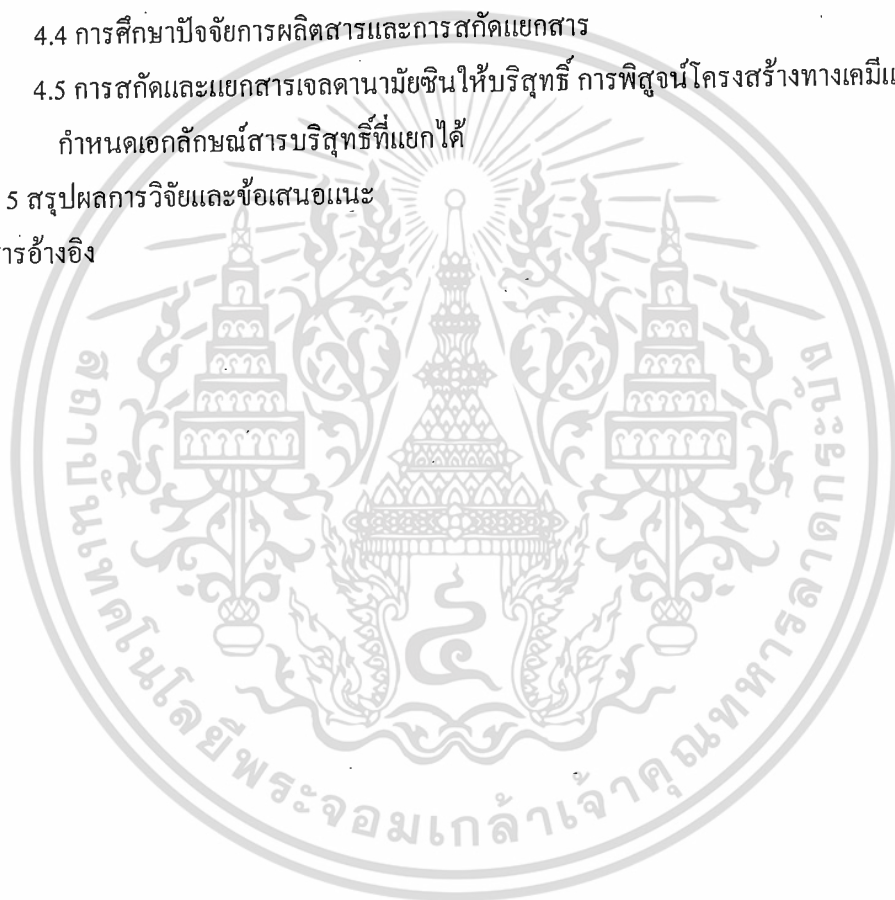 4.4 การศึกษาปัจจัยการผลิตสารและการสกัดแยกสาร
4.5 การสกัดและแยกสารเจลดานามัยซินให้บริสุทธิ์ การพิสูจน์โครงสร้างทางเคมีแ
กำหนดเอกลักษณ์สารบริสุทธิ์ที่แยกได้
5 สรุปผลการวิจัยและข้อเสนอแนะ
ารอ้างอิง
สถาบันเทคโนโลยีพระจอมเกล้าเจ้าคุณทหารลาดกระบัง
๔